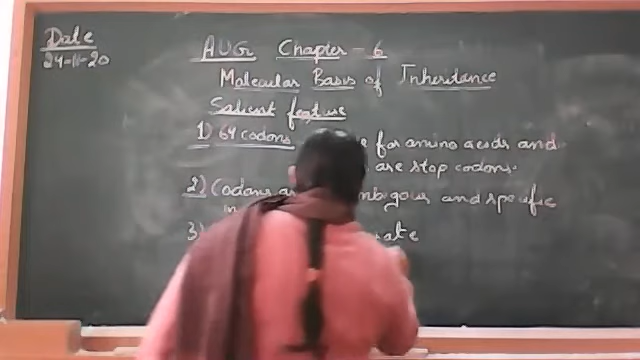 Date
24-11-20
AUG Chapter - 6
Molecular Basis of Inheritance
Salient feature
1) 64 codons for amino acids and
are stop codons.
2) Codons and specific
3)